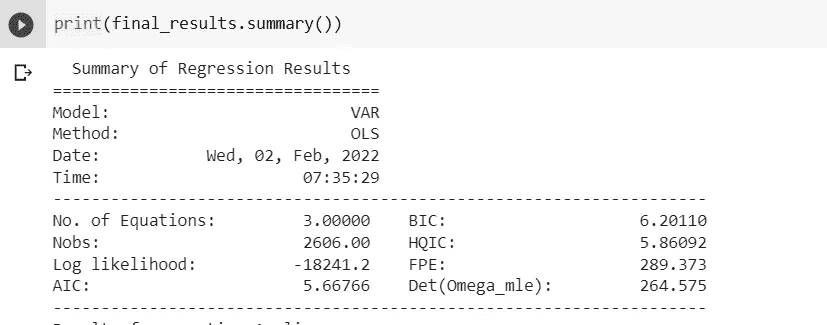 print(final_results.summary())
Summary of Regression Results
==================================
Model: VAR
Method: OLS
Date: Wed, 02, Feb, 2022
Time: 07:35:29
--------------------------------------------------------------------
No. of Equations: 3.00000 BIC: 6.20110
Nobs: 2606.00 HQIC: 5.86092
Log likelihood: -18241.2 FPE: 289.373
AIC: 5.66766 Det(Omega_mle): 264.575
--------------------------------------------------------------------